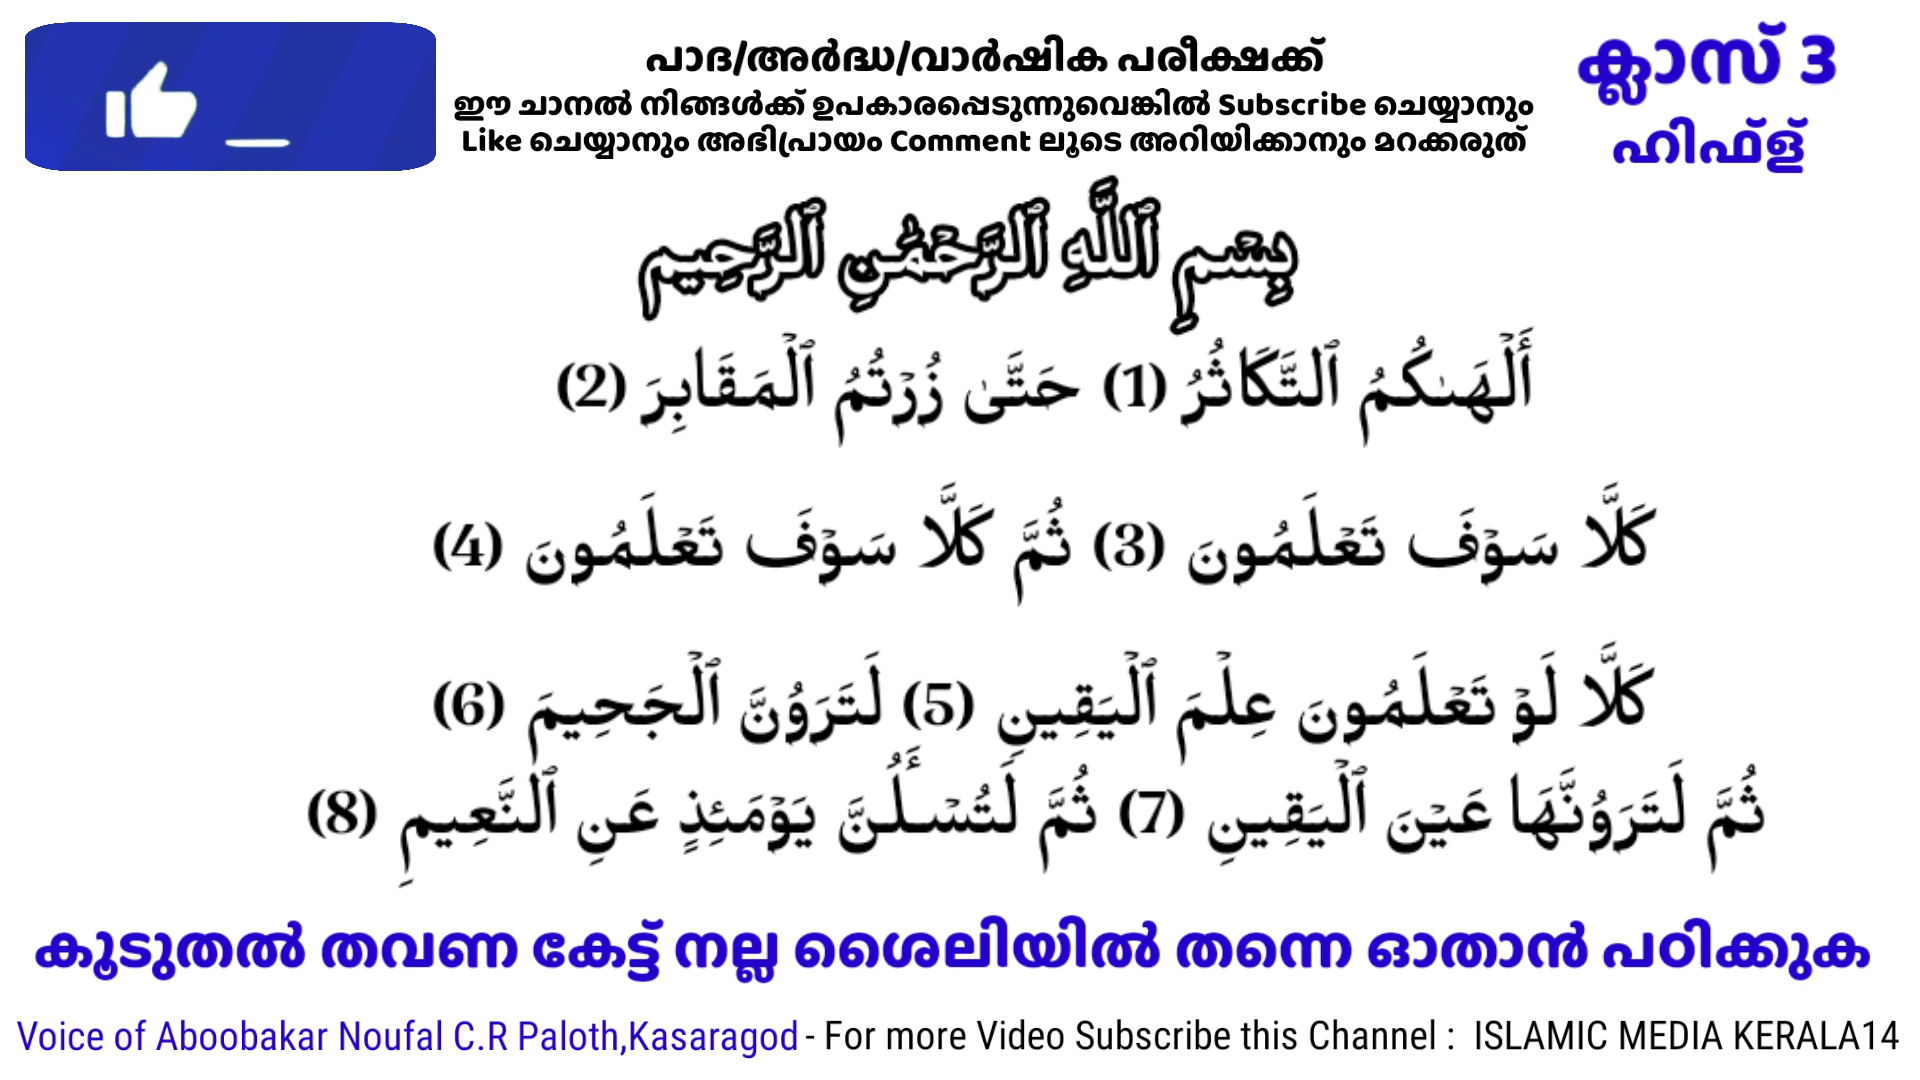 പാദ/അർദ്ധ/വാർഷിക പരീക്ഷക്ക്
ഈ ചാനൽ നിങ്ങൾക്ക് ഉപകാരപ്പെടുന്നുവെങ്കിൽ Subscribe ചെയ്യാനും
Like ചെയ്യാനും അഭിപ്രായം Comment ലൂടെ അറിയിക്കാനും മറക്കരുത്
ക്ലാസ് 3
ഹിഫ്ള്
بِسۡمِ ٱللَّهِ ٱلرَّحۡمَٰنِ ٱلرَّحِيمِ
أَلۡهَىٰكُمُ ٱلتَّكَاثُرُ (1) حَتَّىٰ زُرۡتُمُ ٱلۡمَقَابِرَ (2)
كَلَّا سَوۡفَ تَعۡلَمُونَ (3) ثُمَّ كَلَّا سَوۡفَ تَعۡلَمُونَ (4)
كَلَّا لَوۡ تَعۡلَمُونَ عِلۡمَ ٱلۡيَقِينِ (5) لَتَرَوُنَّ ٱلۡجَحِيمَ (6)
ثُمَّ لَتَرَوُنَّهَا عَيۡنَ ٱلۡيَقِينِ (7) ثُمَّ لَتُسۡـَٔلُنَّ يَوۡمَئِذٍ عَنِ ٱلنَّعِيمِ (8)
കൂടുതൽ തവണ കേട്ട് നല്ല ശൈലിയിൽ തന്നെ ഓതാൻ പഠിക്കുക
Voice of Aboobakar Noufal C.R Paloth,Kasaragod - For more Video Subscribe this Channel : ISLAMIC MEDIA KERALA14